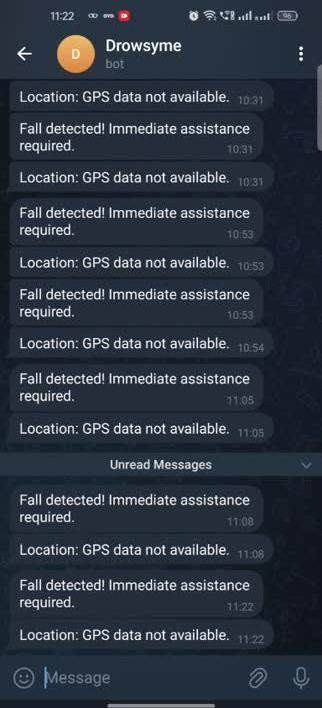 11:22
96
D
Drowsyme
bot
Location: GPS data not available. 10:31
Fall detected! Immediate assistance
required. 10:31
Location: GPS data not available. 10:31
Fall detected! Immediate assistance
required. 10:53
Location: GPS data not available. 10:53
Fall detected! Immediate assistance
required. 10:53
Location: GPS data not available. 10:54
Fall detected! Immediate assistance
required. 11:05
Location: GPS data not available. 11:05
Unread Messages
Fall detected! Immediate assistance
required. 11:08
Location: GPS data not available. 11:08
Fall detected! Immediate assistance
required. 11:22
Location: GPS data not available. 11:22
Message